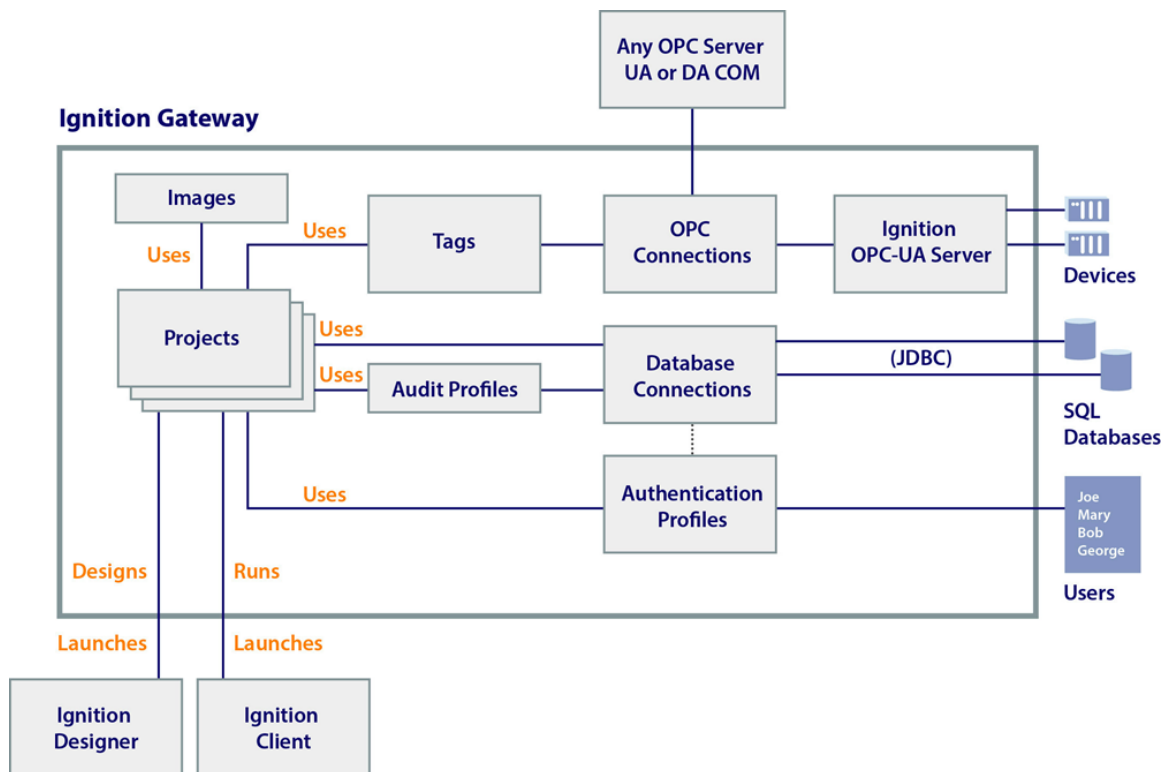 Any OPC Server
UA or DA COM
Ignition Gateway
Images
Uses
Uses
Tags
OPC
Connections
Ignition
OPC-UA Server
Devices
Projects
Uses
Uses
Audit Profiles
Database
Connections
(JDBC)
SQL
Databases
Uses
Authentication
Profiles
Joe
Mary
Bob
George
Users
Designs
Runs
Launches
Launches
Ignition
Designer
Ignition
Client